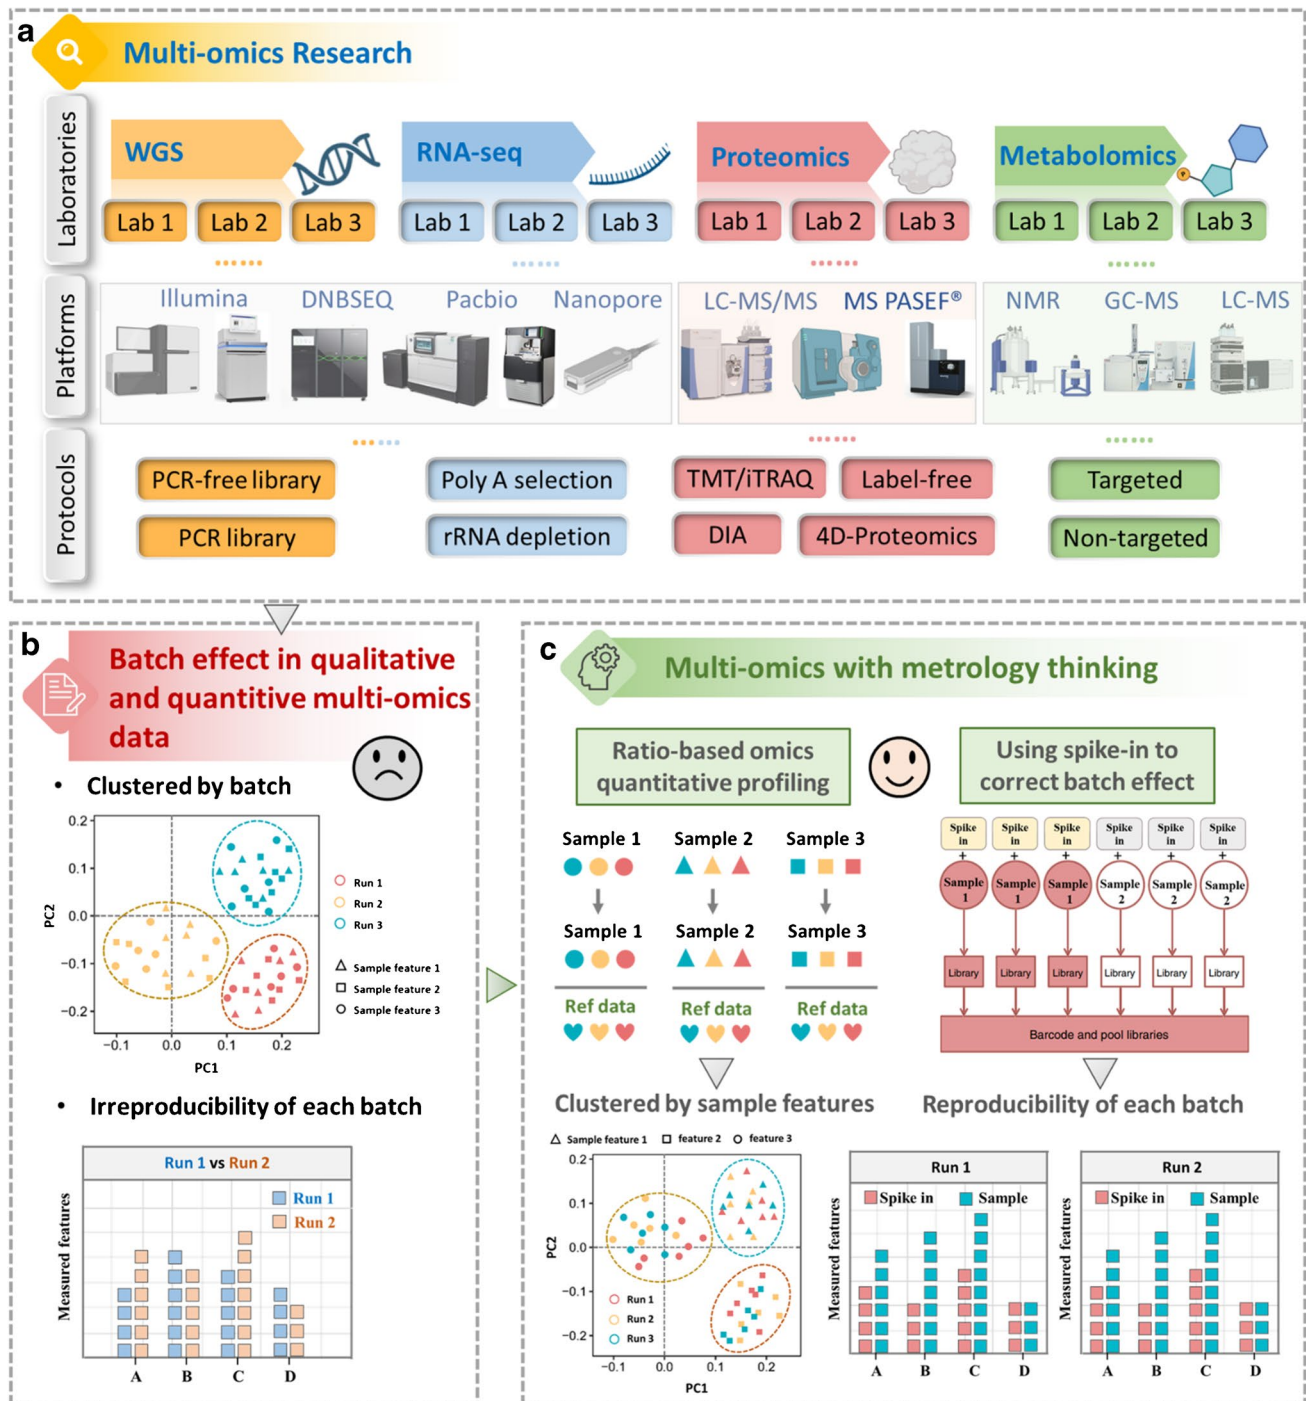 a
Multi-omics Research
Laboratories
WGS
RNA-seq
Proteomics
Metabolomics
Lab 1
Lab 2
Lab 3
Lab 1
Lab 2
Lab 3
Lab 1
Lab 2
Lab 3
Lab 1
Lab 2
Lab 3
Platforms
Illumina
DNBSEQ
Pacbio
Nanopore
LC-MS/MS
MS PASEF®
NMR
GC-MS
LC-MS
Protocols
PCR-free library
Poly A selection
TMT/iTRAQ
Label-free
Targeted
PCR library
rRNA depletion
DIA
4D-Proteomics
Non-targeted
b
Batch effect in qualitative
and quantitive multi-omics
data
• Clustered by batch
0.2
0.1
0.0
−0.1
−0.2
PC2
−0.1
0.0
0.1
0.2
PC1
Run 1
Run 2
Run 3
Sample feature 1
Sample feature 2
Sample feature 3
• Irreproducibility of each batch
Run 1 vs Run 2
Measured features
Run 1
Run 2
A
B
C
D
c
Multi-omics with metrology thinking
Ratio-based omics
quantitative profiling
Using spike-in to
correct batch effect
Sample 1
Sample 2
Sample 3
Sample 1
Sample 2
Sample 3
Ref data
Ref data
Ref data
Spike
in
Spike
in
Spike
in
Spike
in
Spike
in
Spike
in
+
+
+
+
+
+
Sample
1
Sample
1
Sample
1
Sample
2
Sample
2
Sample
2
Library
Library
Library
Library
Library
Library
Barcode and pool libraries
Clustered by sample features
Sample feature 1
feature 2
feature 3
0.2
0.1
0.0
−0.1
−0.2
PC2
Run 1
Run 2
Run 3
−0.1
0.0
0.1
0.2
PC1
Reproducibility of each batch
Run 1
Measured features
Spike in
Sample
A
B
C
D
Run 2
Measured features
Spike in
Sample
A
B
C
D